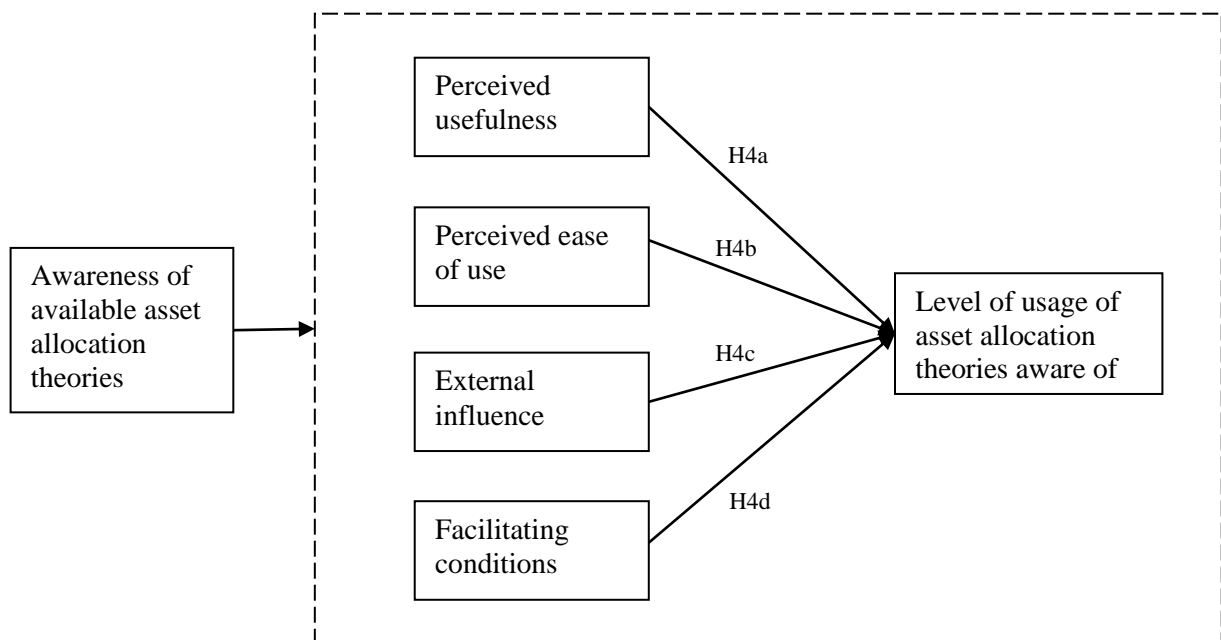 Perceived
usefulness
H4a
Perceived ease
of use
H4b
Awareness of
available asset
allocation
theories
Level of usage of
asset allocation
theories aware of
External
influence
H4c
Facilitating
conditions
H4d